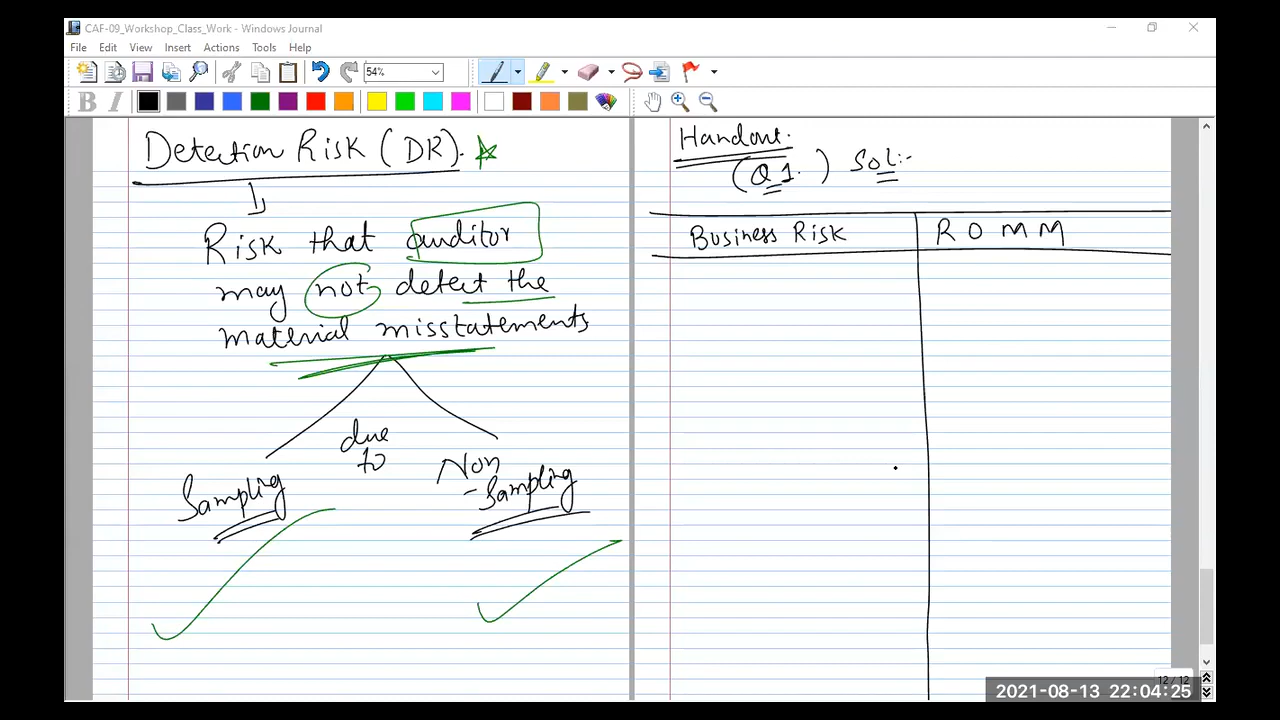 CAF-09_Workshop_Class_Work - Windows Journal
File Edit View Insert Actions Tools Help
54%
B I
Detection Risk (DR).
Risk that auditor
may not detect the
material misstatements
due
to
Sampling
Non
-Sampling
Handout.
(Q1. ) Sol:-
Business Risk
R O M M
12 / 12
2021-08-13 22:04:25